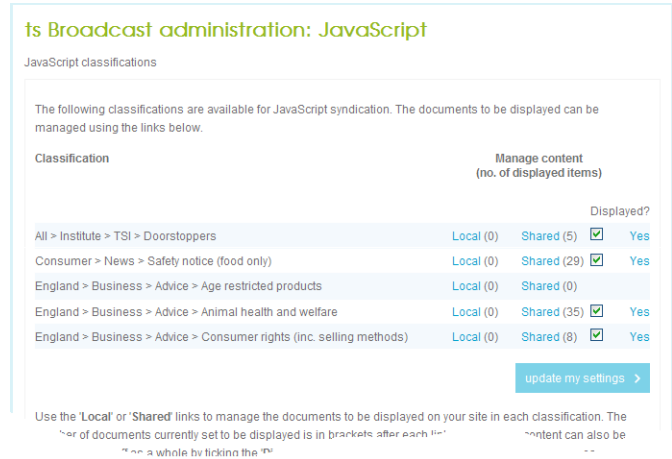 ts Broadcast administration: JavaScript
JavaScript classifications
The following classifications are available for JavaScript syndication. The documents to be displayed can be
managed using the links below.
Classification Manage content
(no. of displayed items)
Displayed?
All > Institute > TSI > Doorstoppers Local (0) Shared (5) Yes
Consumer > News > Safety notice (food only) Local (0) Shared (29) Yes
England > Business > Advice > Age restricted products Local (0) Shared (0)
England > Business > Advice > Animal health and welfare Local (0) Shared (35) Yes
England > Business > Advice > Consumer rights (inc. selling methods) Local (0) Shared (8) Yes
update my settings >
Use the 'Local' or 'Shared' links to manage the documents to be displayed on your site in each classification. The
of documents currently set to be displayed is in brackets after each content can also be
as a whole by ticking the